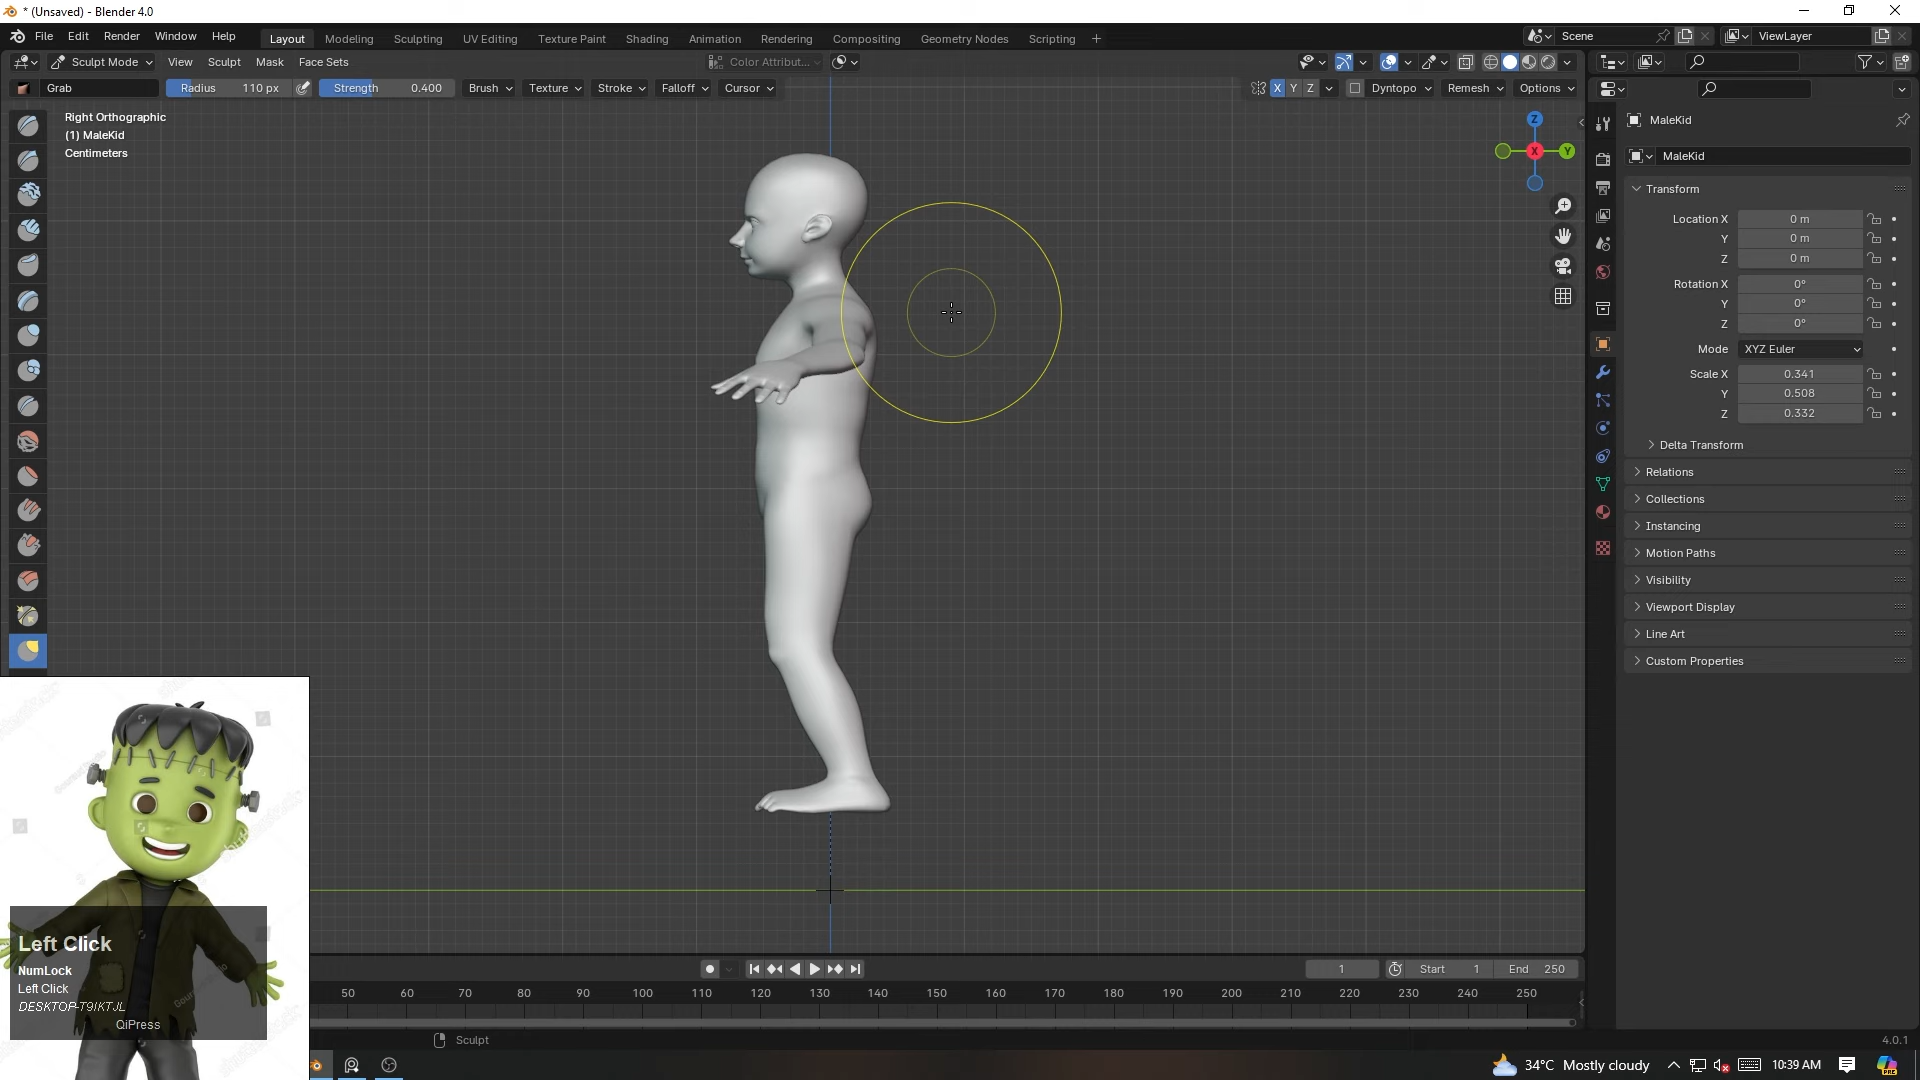 * (Unsaved) - Blender 4.0
File Edit Render Window Help
Layout Modeling Sculpting UV Editing Texture Paint Shading Animation Rendering Compositing Geometry Nodes Scripting +
Scene
ViewLayer
Sculpt Mode View Sculpt Mask Face Sets
Color Attribut...
Grab
Radius 110 px
Strength 0.400
Brush Texture Stroke Falloff Cursor
X Y Z
Dyntopo Remesh Options
Right Orthographic
(1) MaleKid
Centimeters
Z
X
Y
MaleKid
MaleKid
Transform
Location X 0 m
Y 0 m
Z 0 m
Rotation X 0°
Y 0°
Z 0°
Mode XYZ Euler
Scale X 0.341
Y 0.508
Z 0.332
Delta Transform
Relations
Collections
Instancing
Motion Paths
Visibility
Viewport Display
Line Art
Custom Properties
Left Click
NumLock
Left Click
DESKTOP-T9IKTJL
QiPress
1
Start 1
End 250
50 60 70 80 90 100 110 120 130 140 150 160 170 180 190 200 210 220 230 240 250
Sculpt
4.0.1
34°C Mostly cloudy
10:39 AM
PRE